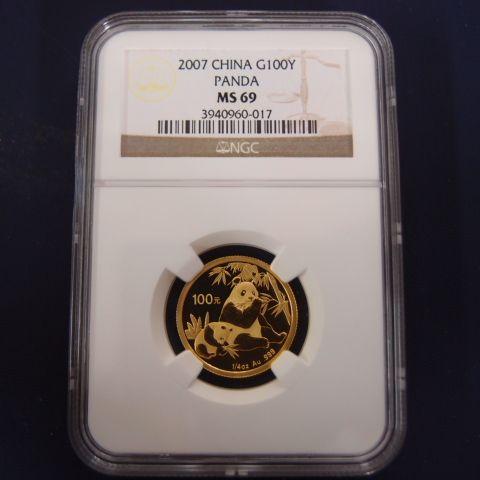 2007 CHINA G100Y
PANDA
MS 69
3940960-017
NGC
100元
1/4oz Au .999